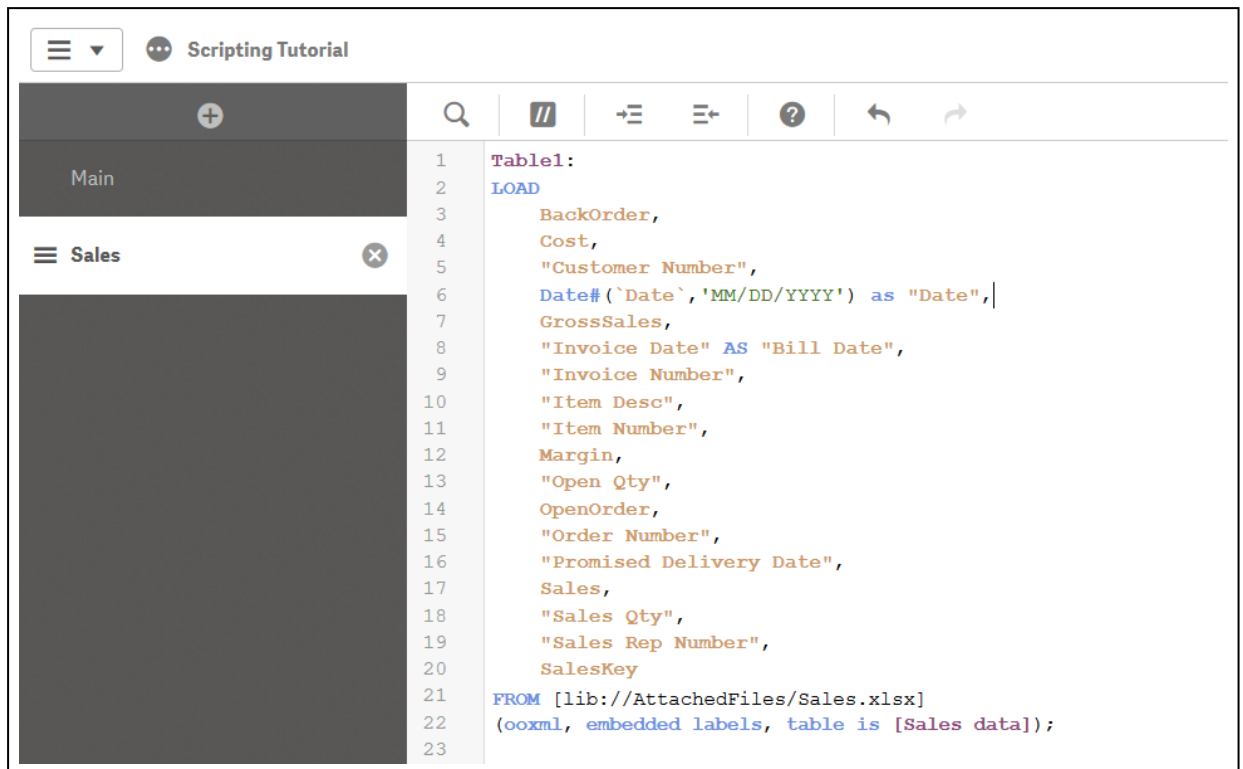 Scripting Tutorial
Main
Sales
//
?
1 Table1:
2 LOAD
3 BackOrder,
4 Cost,
5 "Customer Number",
6 Date#(`Date`,'MM/DD/YYYY') as "Date",
7 GrossSales,
8 "Invoice Date" AS "Bill Date",
9 "Invoice Number",
10 "Item Desc",
11 "Item Number",
12 Margin,
13 "Open Qty",
14 OpenOrder,
15 "Order Number",
16 "Promised Delivery Date",
17 Sales,
18 "Sales Qty",
19 "Sales Rep Number",
20 SalesKey
21 FROM [lib://AttachedFiles/Sales.xlsx]
22 (ooxml, embedded labels, table is [Sales data]);
23